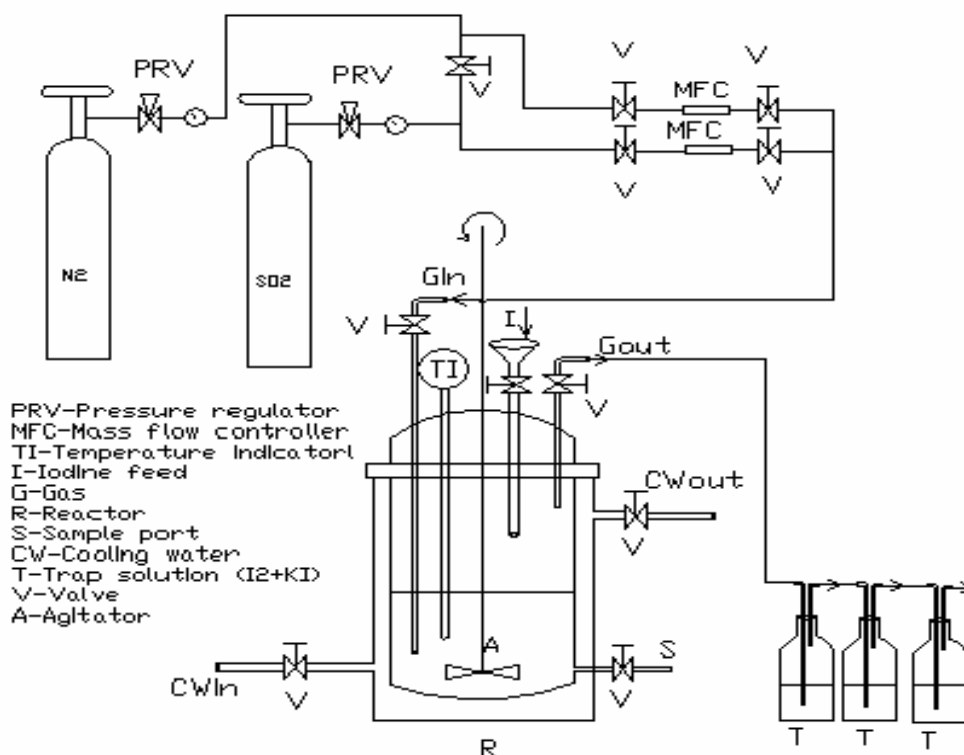 V
V
PRV
PRV
V
MFC
MFC
V
V
N2
SO2
GIn
V
I
Gout
TI
V
PRV-Pressure regulator
MFC-Mass flow controller
TI-Temperature Indicatorl
I-Iodine feed
G-Gas
R-Reactor
S-Sample port
CW-Cooling water
T-Trap solution (I2+KI)
V-Valve
A-Agitator
CWout
V
A
S
CWIn
V
V
T
T
T
R